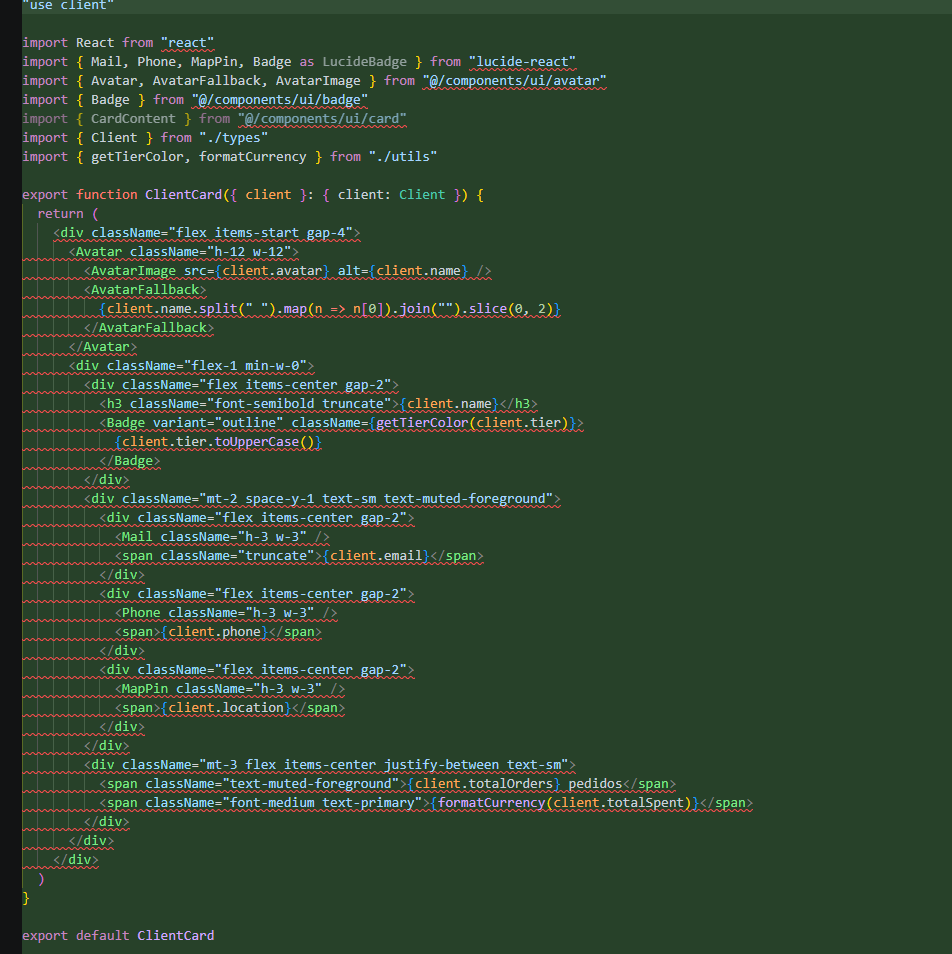 "use client"
import React from "react"
import { Mail, Phone, MapPin, Badge as LucideBadge } from "lucide-react"
import { Avatar, AvatarFallback, AvatarImage } from "@/components/ui/avatar"
import { Badge } from "@/components/ui/badge"
import { CardContent } from "@/components/ui/card"
import { Client } from "./types"
import { getTierColor, formatCurrency } from "./utils"
export function ClientCard({ client }: { client: Client }) {
  return (
    <div className="flex items-start gap-4">
      <Avatar className="h-12 w-12">
        <AvatarImage src={client.avatar} alt={client.name} />
        <AvatarFallback>
          {client.name.split(" ").map(n => n[0]).join("").slice(0, 2)}
        </AvatarFallback>
      </Avatar>
      <div className="flex-1 min-w-0">
        <div className="flex items-center gap-2">
          <h3 className="font-semibold truncate">{client.name}</h3>
          <Badge variant="outline" className={getTierColor(client.tier)}>
            {client.tier.toUpperCase()}
          </Badge>
        </div>
        <div className="mt-2 space-y-1 text-sm text-muted-foreground">
          <div className="flex items-center gap-2">
            <Mail className="h-3 w-3" />
            <span className="truncate">{client.email}</span>
          </div>
          <div className="flex items-center gap-2">
            <Phone className="h-3 w-3" />
            <span>{client.phone}</span>
          </div>
          <div className="flex items-center gap-2">
            <MapPin className="h-3 w-3" />
            <span>{client.location}</span>
          </div>
        </div>
        <div className="mt-3 flex items-center justify-between text-sm">
          <span className="text-muted-foreground">{client.totalOrders} pedidos</span>
          <span className="font-medium text-primary">{formatCurrency(client.totalSpent)}</span>
        </div>
      </div>
    </div>
  )
}
export default ClientCard